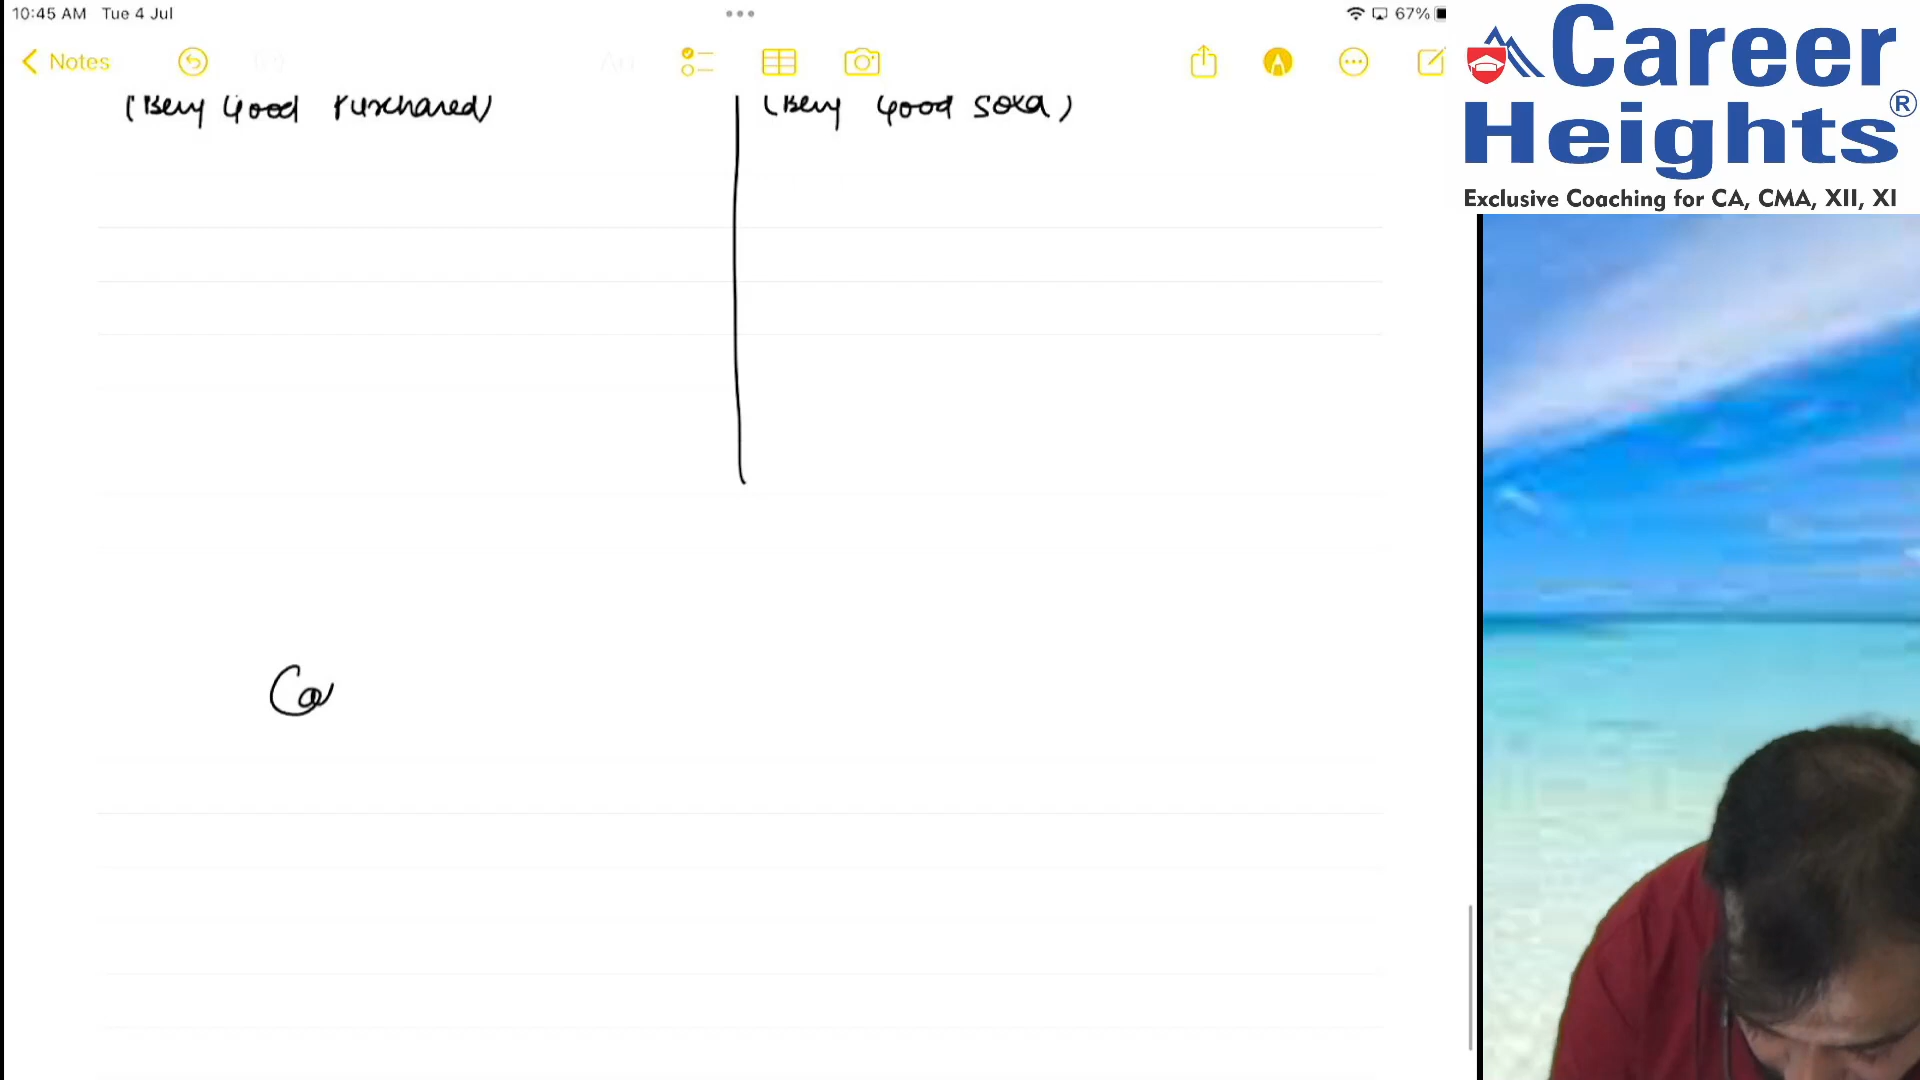 10:45 AM Tue 4 Jul
67%
Notes
(Being Good Purchased)
(Being Good Sold)
Ca
Career
Heights®
Exclusive Coaching for CA, CMA, XII, XI